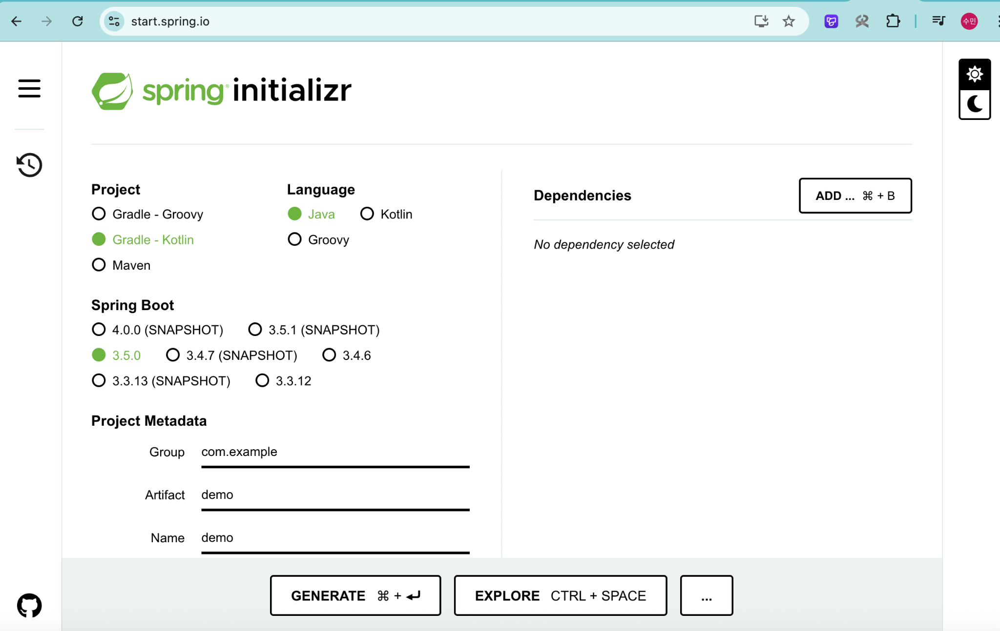 start.spring.io
수민
spring® initializr
Project
Gradle - Groovy
Gradle - Kotlin
Maven
Language
Java Kotlin
Groovy
Spring Boot
4.0.0 (SNAPSHOT) 3.5.1 (SNAPSHOT)
3.5.0 3.4.7 (SNAPSHOT) 3.4.6
3.3.13 (SNAPSHOT) 3.3.12
Project Metadata
Group com.example
Artifact demo
Name demo
Dependencies
ADD ... ⌘ + B
No dependency selected
GENERATE ⌘ + ↵
EXPLORE CTRL + SPACE
...